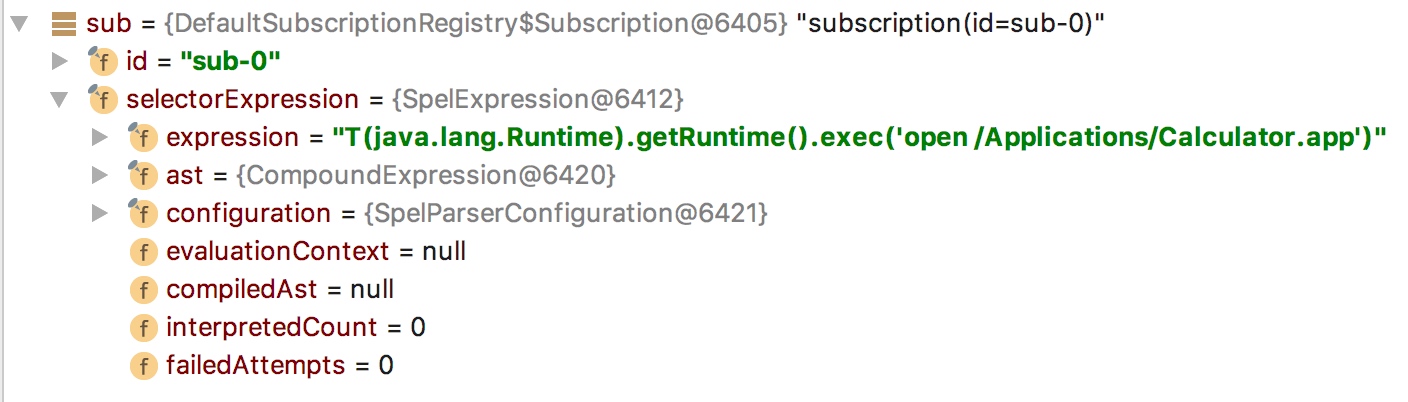 sub = {DefaultSubscriptionRegistry$Subscription@6405} "subscription(id=sub-0)"
f id = "sub-0"
f selectorExpression = {SpelExpression@6412}
f expression = "T(java.lang.Runtime).getRuntime().exec('open /Applications/Calculator.app')"
f ast = {CompoundExpression@6420}
f configuration = {SpelParserConfiguration@6421}
f evaluationContext = null
f compiledAst = null
f interpretedCount = 0
f failedAttempts = 0